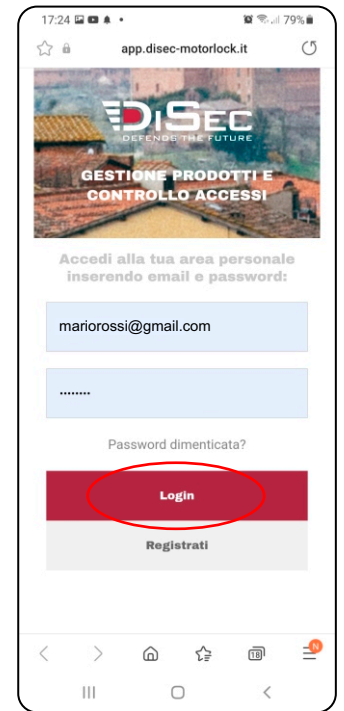 17:24 79%
app.disec-motorlock.it
DiSec
DEFENDS THE FUTURE
GESTIONE PRODOTTI E
CONTROLLO ACCESSI
Accedi alla tua area personale
inserendo email e password:
mariorossi@gmail.com
••••••••
Password dimenticata?
Login
Registrati
18
N